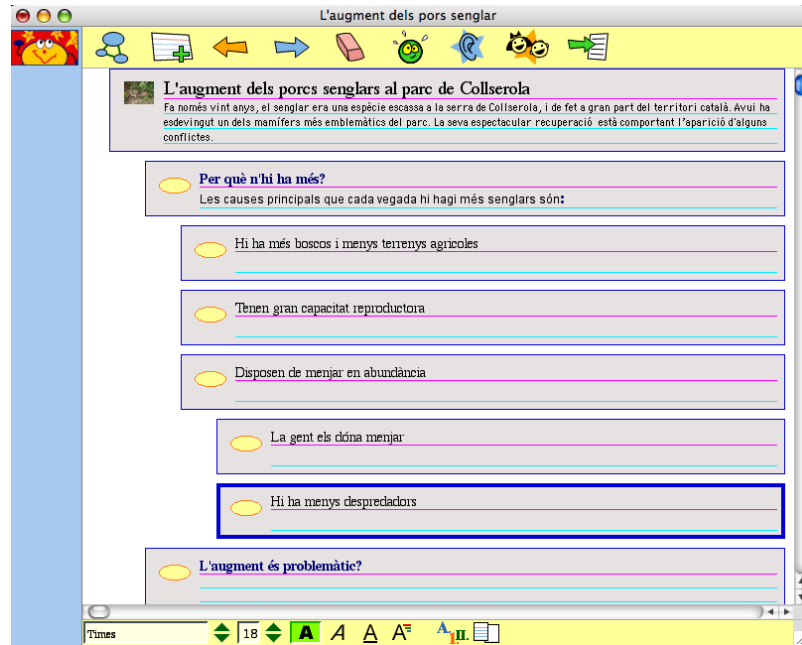 L'augment dels pors senglar
L'augment dels porcs senglars al parc de Collserola
Fa només vint anys, el senglar era una espècie escassa a la serra de Collserola, i de fet a gran part del territori català. Avui ha
esdevingut un dels mamífers més emblemàtics del parc. La seva espectacular recuperació està comportant l'aparició d'alguns
conflictes.
Per què n'hi ha més?
Les causes principals que cada vegada hi hagi més senglars són:
Hi ha més boscos i menys terrenys agricoles
Tenen gran capacitat reproductora
Disposen de menjar en abundància
La gent els dóna menjar
Hi ha menys despredadors
L'augment és problemàtic?
Times 18 A A A A A1II.